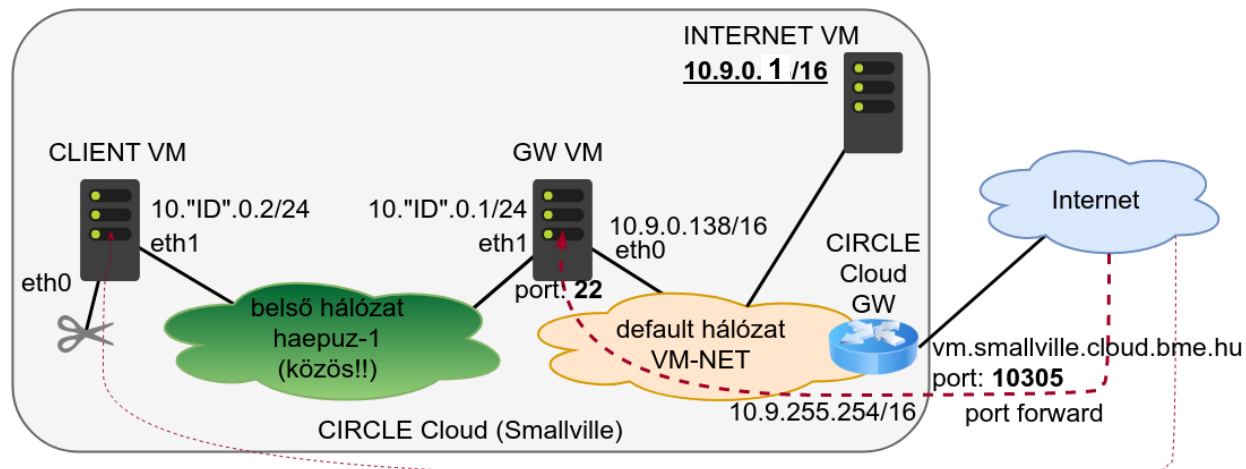 INTERNET VM
10.9.0. 1 /16
CLIENT VM
GW VM
10."ID".0.2/24
eth1
eth0
10."ID".0.1/24
eth1
10.9.0.138/16
eth0
port: 22
CIRCLE
Cloud
GW
Internet
belső hálózat
haepuz-1
(közös!!)
default hálózat
VM-NET
vm.smallville.cloud.bme.hu
port: 10305
port forward
10.9.255.254/16
CIRCLE Cloud (Smallville)